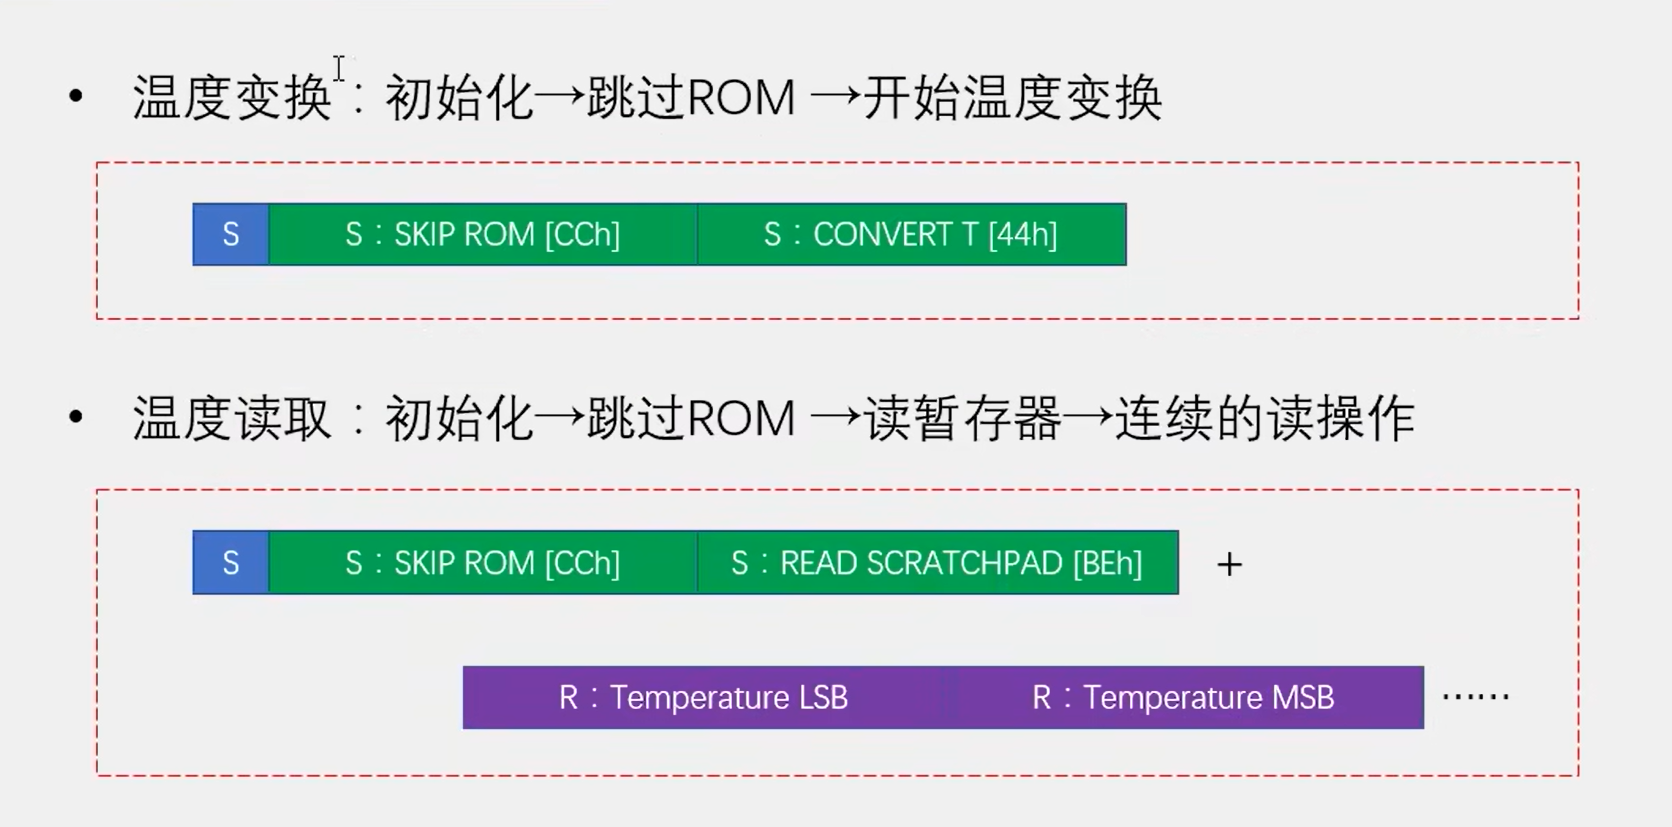 • 温度变换：初始化→跳过ROM →开始温度变换
S S：SKIP ROM [CCh] S：CONVERT T [44h]
• 温度读取：初始化→跳过ROM →读暂存器→连续的读操作
S S：SKIP ROM [CCh] S：READ SCRATCHPAD [BEh] +
R：Temperature LSB R：Temperature MSB ……